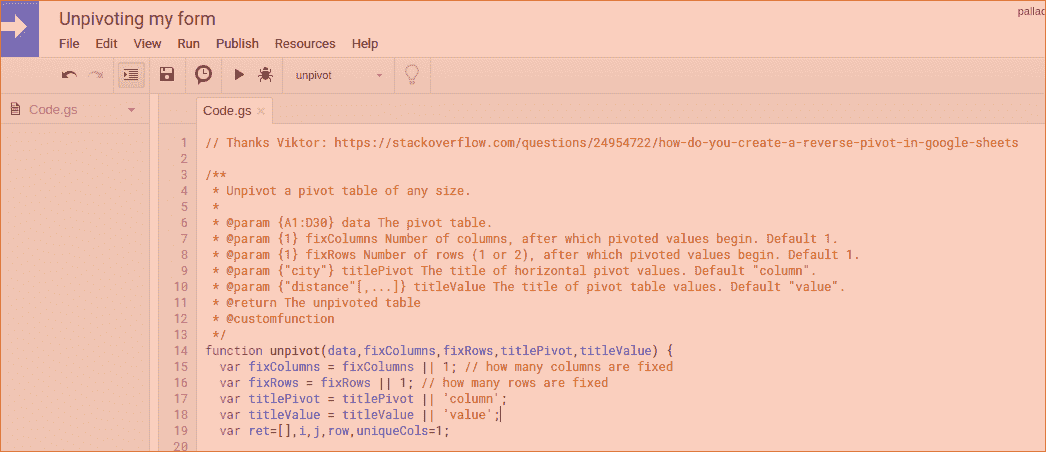 Unpivoting my form
pallad
File Edit View Run Publish Resources Help
unpivot
Code.gs
Code.gs ×
1 // Thanks Viktor: https://stackoverflow.com/questions/24954722/how-do-you-create-a-reverse-pivot-in-google-sheets
2
3 /**
4 * Unpivot a pivot table of any size.
5 *
6 * @param {A1:D30} data The pivot table.
7 * @param {1} fixColumns Number of columns, after which pivoted values begin. Default 1.
8 * @param {1} fixRows Number of rows (1 or 2), after which pivoted values begin. Default 1.
9 * @param {"city"} titlePivot The title of horizontal pivot values. Default "column".
10 * @param {"distance"[,...]} titleValue The title of pivot table values. Default "value".
11 * @return The unpivoted table
12 * @customfunction
13 */
14 function unpivot(data,fixColumns,fixRows,titlePivot,titleValue) {
15 var fixColumns = fixColumns || 1; // how many columns are fixed
16 var fixRows = fixRows || 1; // how many rows are fixed
17 var titlePivot = titlePivot || 'column';
18 var titleValue = titleValue || 'value';
19 var ret=[],i,j,row,uniqueCols=1;
20